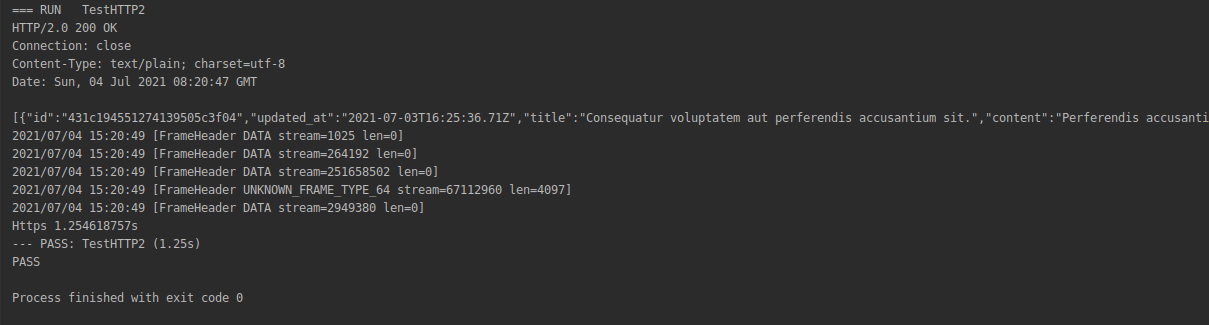 === RUN   TestHTTP2
HTTP/2.0 200 OK
Connection: close
Content-Type: text/plain; charset=utf-8
Date: Sun, 04 Jul 2021 08:20:47 GMT
[{"id":"431c194551274139505c3f04","updated_at":"2021-07-03T16:25:36.71Z","title":"Consequatur voluptatem aut perferendis accusantium sit.","content":"Perferendis accusanti
2021/07/04 15:20:49 [FrameHeader DATA stream=1025 len=0]
2021/07/04 15:20:49 [FrameHeader DATA stream=264192 len=0]
2021/07/04 15:20:49 [FrameHeader DATA stream=251658502 len=0]
2021/07/04 15:20:49 [FrameHeader UNKNOWN_FRAME_TYPE_64 stream=67112960 len=4097]
2021/07/04 15:20:49 [FrameHeader DATA stream=2949380 len=0]
Https 1.254618757s
--- PASS: TestHTTP2 (1.25s)
PASS
Process finished with exit code 0